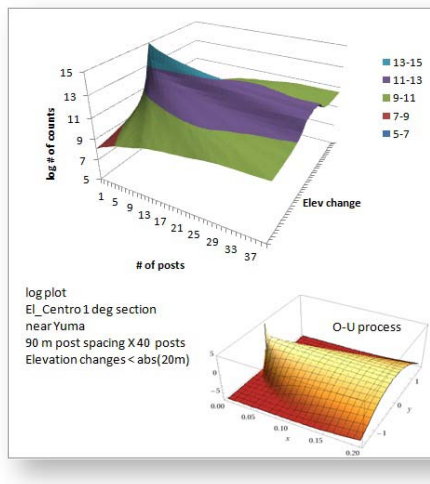 15
13
11
9
7
5
log # of counts
1
5
9
13
17
21
25
29
33
37
# of posts
Elev change
13-15
11-13
9-11
7-9
5-7
log plot
El_Centro 1 deg section
near Yuma
90 m post spacing X 40 posts
Elevation changes < abs(20m)
O-U process
5
0
-5
0.00
0.05
0.10
0.15
0.20
x
1
0
-1
y